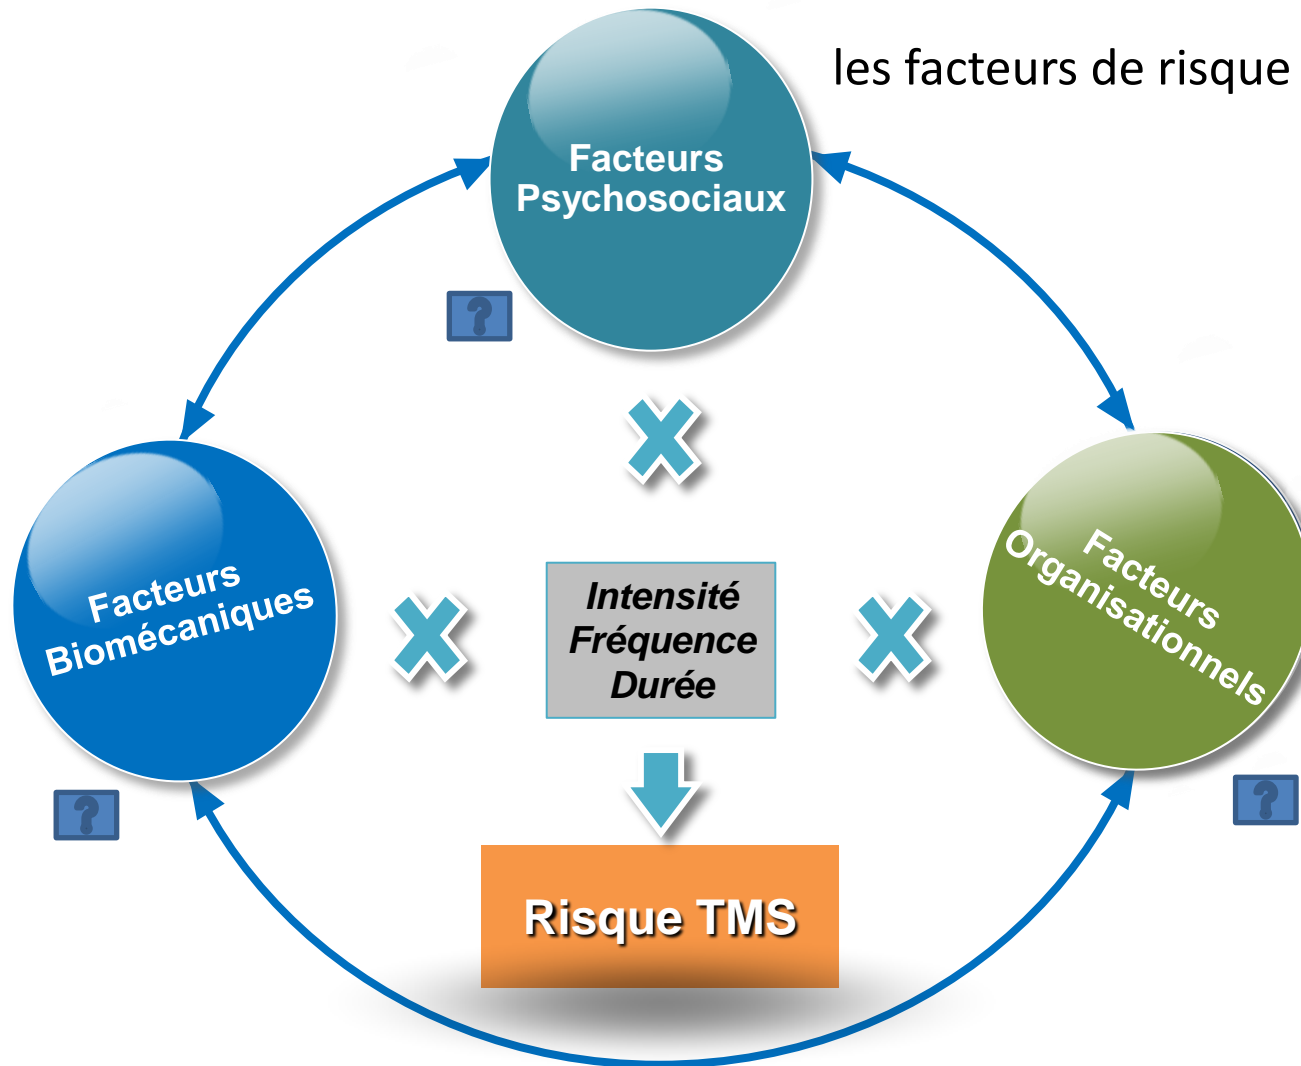 les facteurs de risque
Facteurs
Psychosociaux
?
Facteurs
Biomécaniques
Intensité
Fréquence
Durée
Facteurs
Organisationnels
?
?
Risque TMS